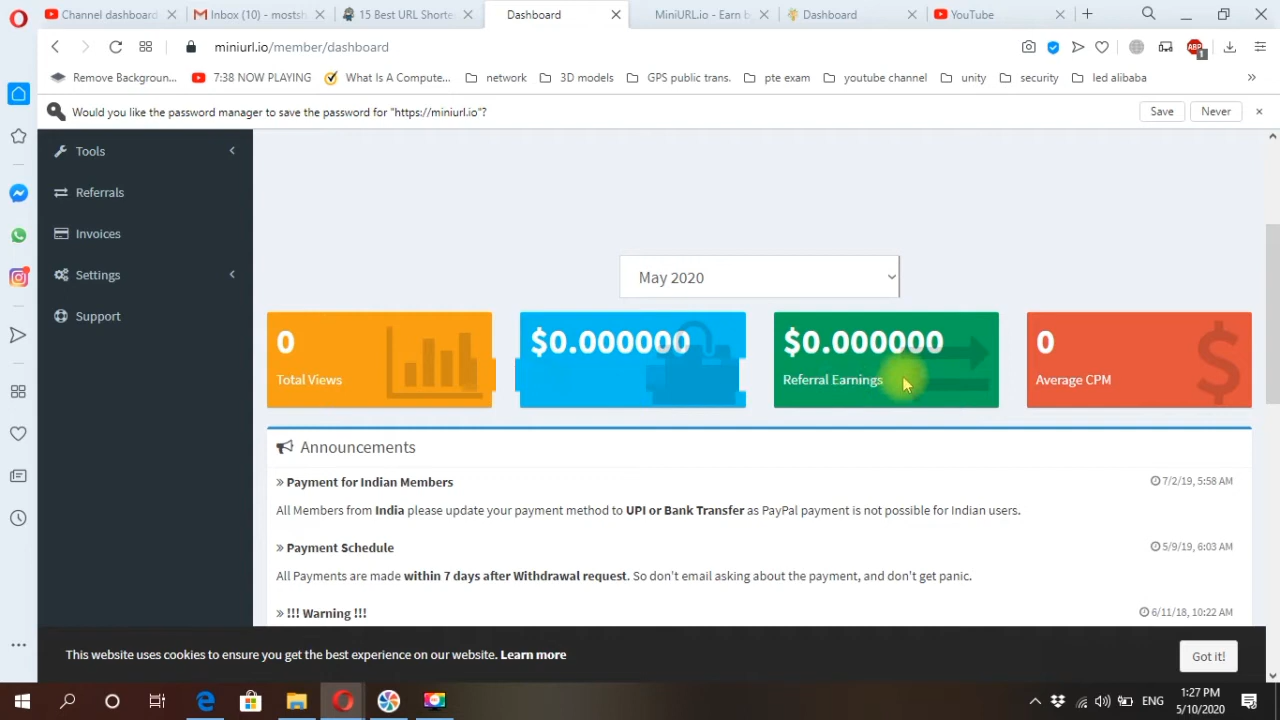 Channel dashboard
Inbox (10) - mostsh
15 Best URL Shorte
Dashboard
MiniURL.io - Earn b
Dashboard
YouTube
miniurl.io/member/dashboard
ABP
1
Remove Backgroun...
7:38 NOW PLAYING
What Is A Compute...
network
3D models
GPS public trans.
pte exam
youtube channel
unity
security
led alibaba
Would you like the password manager to save the password for "https://miniurl.io"?
Save
Never
Tools
Referrals
Invoices
Settings
Support
May 2020
0
Total Views
$0.000000
$0.000000
Referral Earnings
0
Average CPM
$
Announcements
» Payment for Indian Members
7/2/19, 5:58 AM
All Members from India please update your payment method to UPI or Bank Transfer as PayPal payment is not possible for Indian users.
» Payment Schedule
5/9/19, 6:03 AM
All Payments are made within 7 days after Withdrawal request. So don't email asking about the payment, and don't get panic.
» !!! Warning !!!
6/11/18, 10:22 AM
This website uses cookies to ensure you get the best experience on our website. Learn more
Got it!
ENG
1:27 PM
5/10/2020